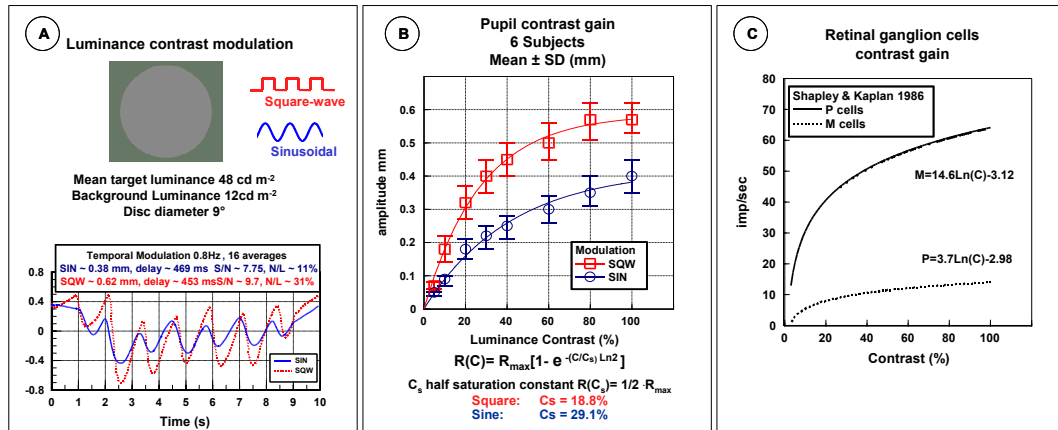 A
Luminance contrast modulation
Square-wave
Sinusoidal
Mean target luminance 48 cd m-2
Background Luminance 12cd m-2
Disc diameter 9°
Temporal Modulation 0.8Hz , 16 averages
SIN ~ 0.38 mm, delay ~ 469 ms S/N ~ 7.75, N/L ~ 11%
SQW ~ 0.62 mm, delay ~ 453 msS/N ~ 9.7, N/L ~ 31%
0.8
0.4
0
-0.4
-0.8
SIN
SQW
0 1 2 3 4 5 6 7 8 9 10
Time (s)
B
Pupil contrast gain
6 Subjects
Mean ± SD (mm)
amplitude mm
0.6
0.5
0.4
0.3
0.2
0.1
0
Modulation
SQW
SIN
0 20 40 60 80 100
Luminance Contrast (%)
R(C)= Rmax[1- e -(C/Cs) Ln2 ]
Cs half saturation constant R(Cs)= 1/2 ·Rmax
Square: Cs = 18.8%
Sine: Cs = 29.1%
C
Retinal ganglion cells
contrast gain
imp/sec
80
70
60
50
40
30
20
10
0
Shapley & Kaplan 1986
P cells
M cells
M=14.6Ln(C)-3.12
P=3.7Ln(C)-2.98
0 20 40 60 80 100
Contrast (%)